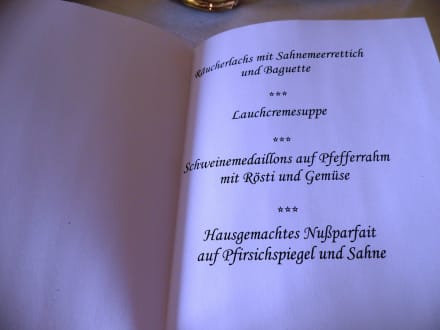 Räucherlachs mit Sahnemeerrettich
und Baguette
***
Lauchcremesuppe
***
Schweinemedaillons auf Pfefferrahm
mit Rösti und Gemüse
***
Hausgemachtes Nußparfait
auf Pfirsichspiegel und Sahne